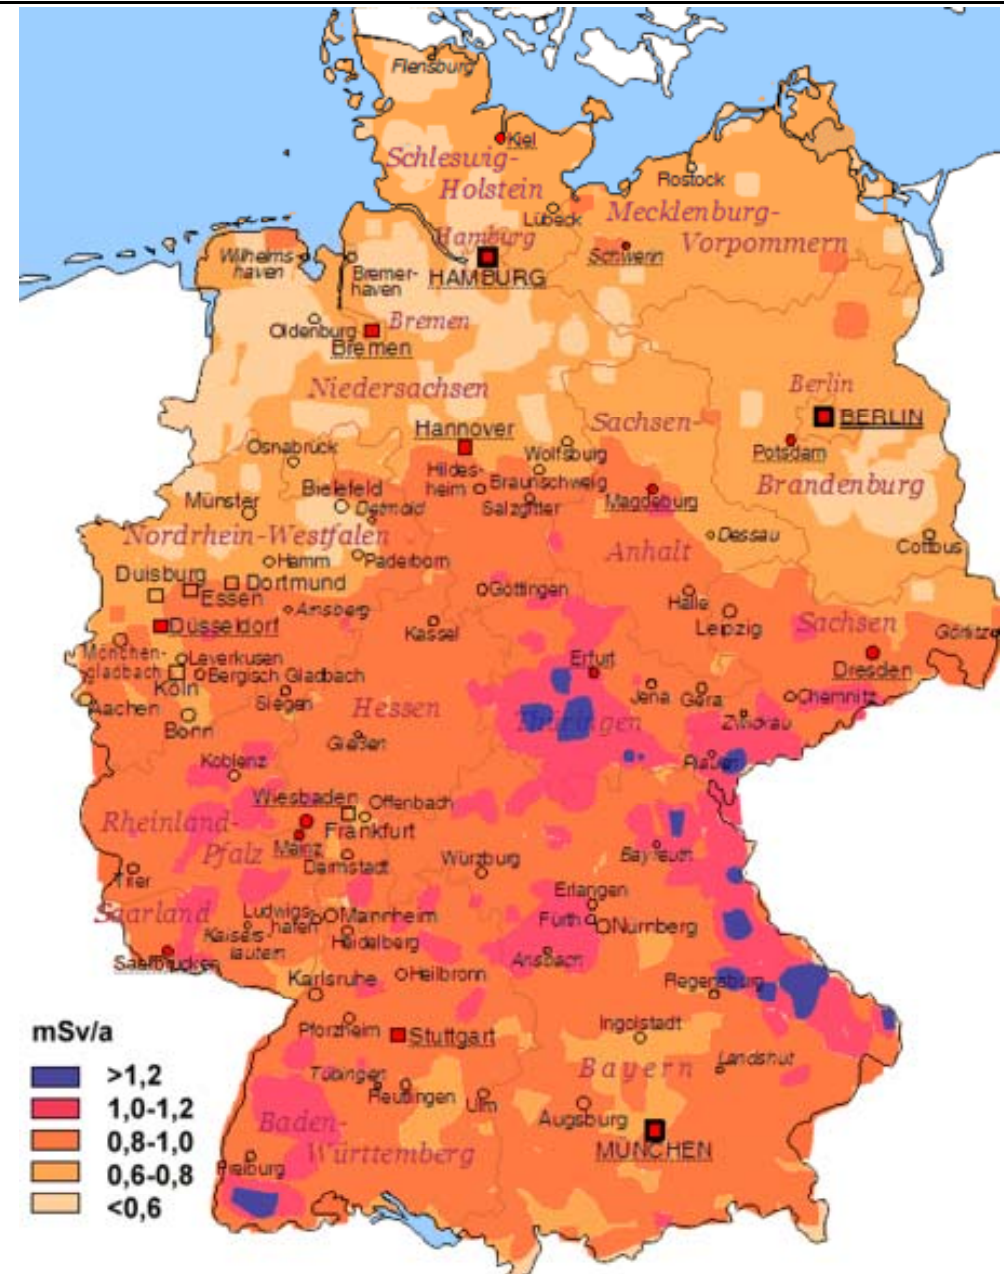 Flensburg
Kiel
Schleswig-
Holstein
Rostock
Lübeck
Mecklenburg-
Vorpommern
Hamburg
HAMBURG
Schwerin
Wilhelms-
haven
Bremer-
haven
Oldenburg
Bremen
Bremen
Niedersachsen
Berlin
BERLIN
Hannover
Sachsen-
Potsdam
Osnabrück
Wolfsburg
Hildes-
heim
Braunschweig
Salzgitter
Magdeburg
Brandenburg
Münster
Bielefeld
Detmold
Nordrhein-Westfalen
Anhalt
Dessau
Cottbus
Hamm
Paderborn
Duisburg
Dortmund
Essen
Arnsberg
Göttingen
Halle
Leipzig
Sachsen
Görlitz
Düsseldorf
Kassel
Mönchen-
gladbach
Leverkusen
Bergisch Gladbach
Köln
Erfurt
Dresden
Aachen
Siegen
Hessen
Jena
Gera
Chemnitz
Bonn
Thüringen
Zwickau
Gießen
Plauen
Koblenz
Wiesbaden
Offenbach
Frankfurt
Rheinland-
Pfalz
Mainz
Darmstadt
Würzburg
Bayreuth
Trier
Erlangen
Saarland
Ludwigs-
hafen
Mannheim
Fürth
Nürnberg
Kaisers-
lautern
Heidelberg
Ansbach
Saarbrücken
Karlsruhe
Heilbronn
Regensburg
Pforzheim
Stuttgart
Ingolstadt
Bayern
Landshut
Tübingen
Reutlingen
Ulm
Augsburg
Baden-
Württemberg
MÜNCHEN
Freiburg
mSv/a
>1,2
1,0-1,2
0,8-1,0
0,6-0,8
<0,6